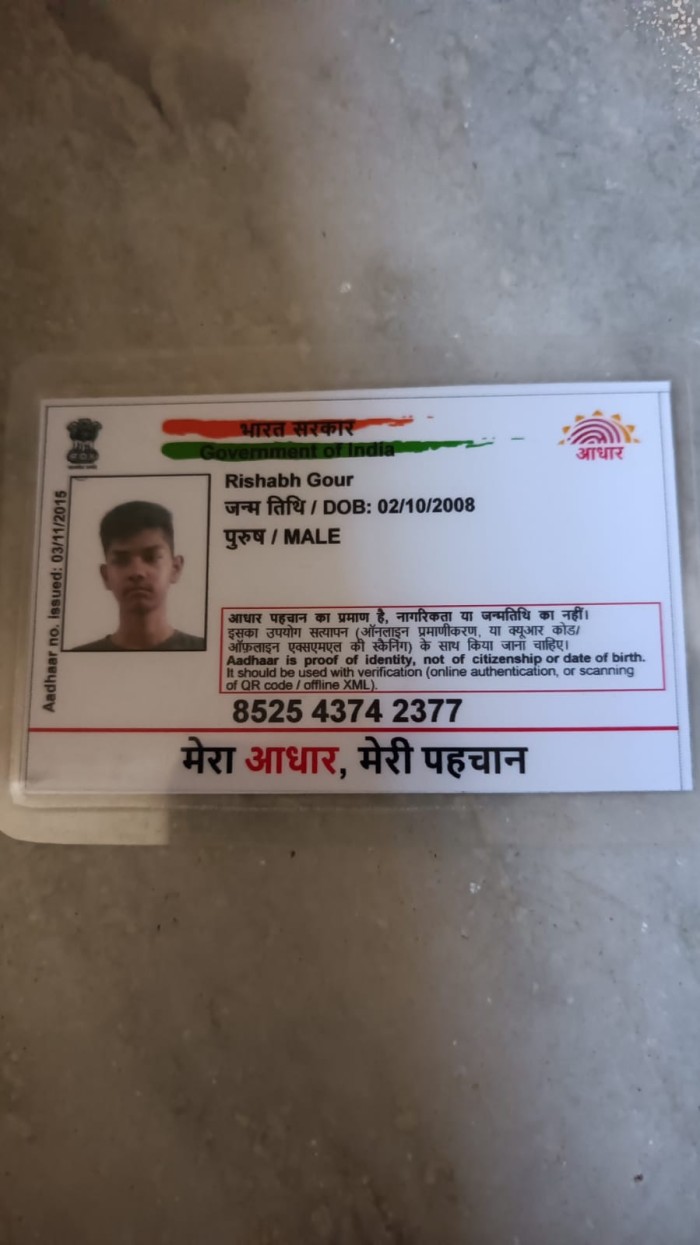 भारत सरकार
Government of India
आधार
Aadhaar no. issued: 03/11/2015
Rishabh Gour
जन्म तिथि / DOB: 02/10/2008
पुरुष / MALE
आधार पहचान का प्रमाण है, नागरिकता या जन्मतिथि का नहीं।
इसका उपयोग सत्यापन (ऑनलाइन प्रमाणीकरण, या क्यूआर कोड/
ऑफ़लाइन एक्सएमएल की स्कैनिंग) के साथ किया जाना चाहिए।
Aadhaar is proof of identity, not of citizenship or date of birth.
It should be used with verification (online authentication, or scanning
of QR code / offline XML).
8525 4374 2377
मेरा आधार, मेरी पहचान